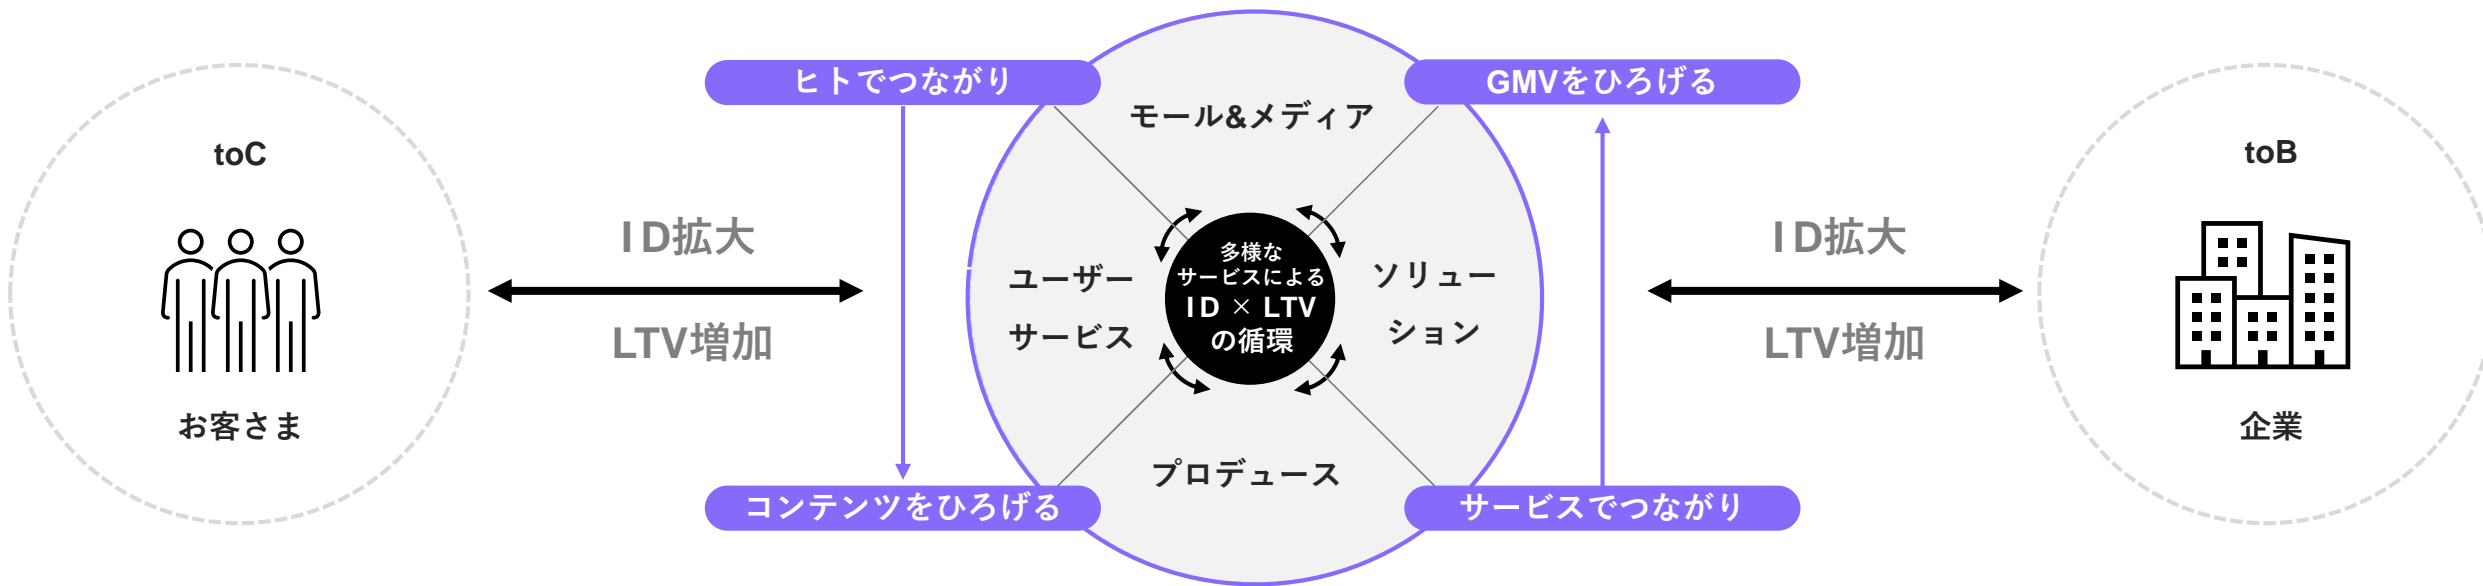 toC
お客さま
ID拡大
LTV増加
ヒトでつながり
コンテンツをひろげる
モール&メディア
ユーザー
サービス
多様な
サービスによる
ID × LTV
の循環
ソリュー
ション
プロデュース
GMVをひろげる
サービスでつながり
ID拡大
LTV増加
toB
企業